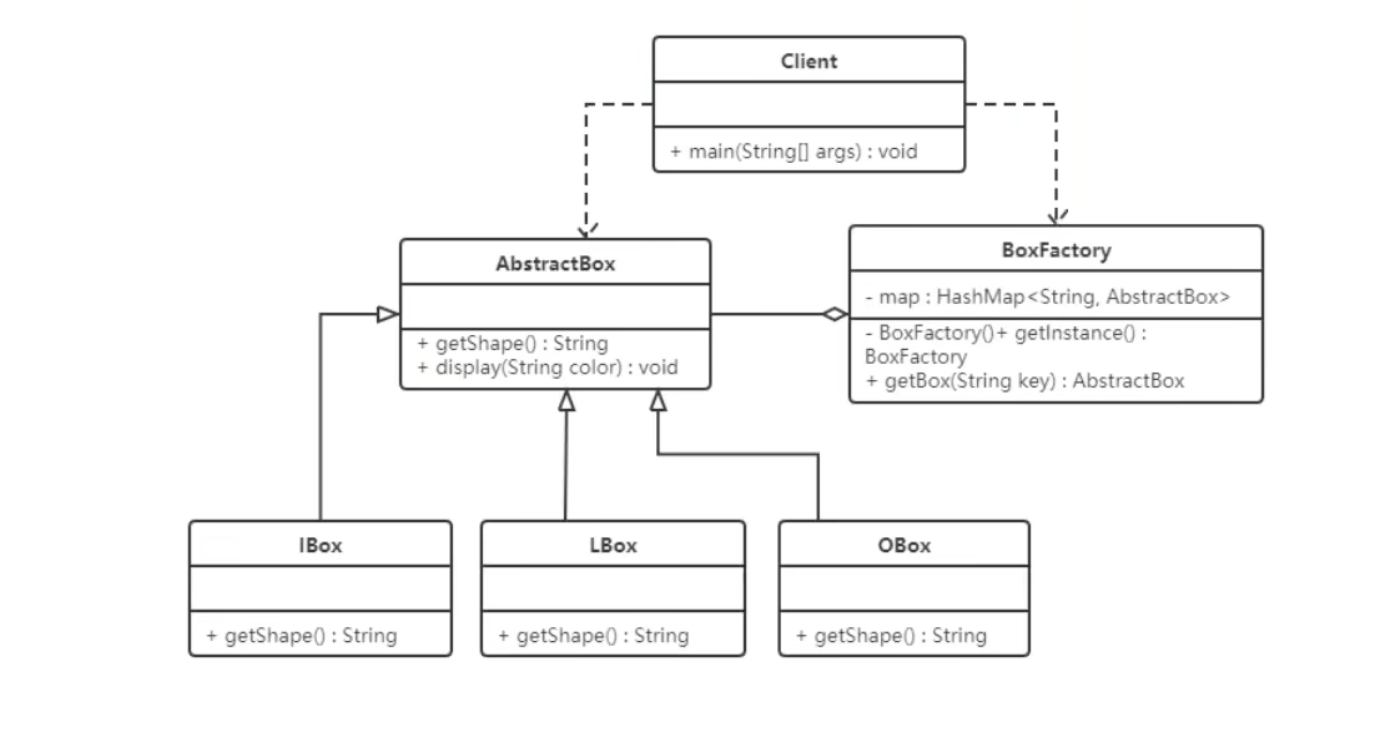 Client
+ main(String[] args) : void
AbstractBox
+ getShape() : String
+ display(String color) : void
BoxFactory
- map : HashMap<String, AbstractBox>
- BoxFactory()+ getInstance() :
BoxFactory
+ getBox(String key) : AbstractBox
IBox
+ getShape() : String
LBox
+ getShape() : String
OBox
+ getShape() : String